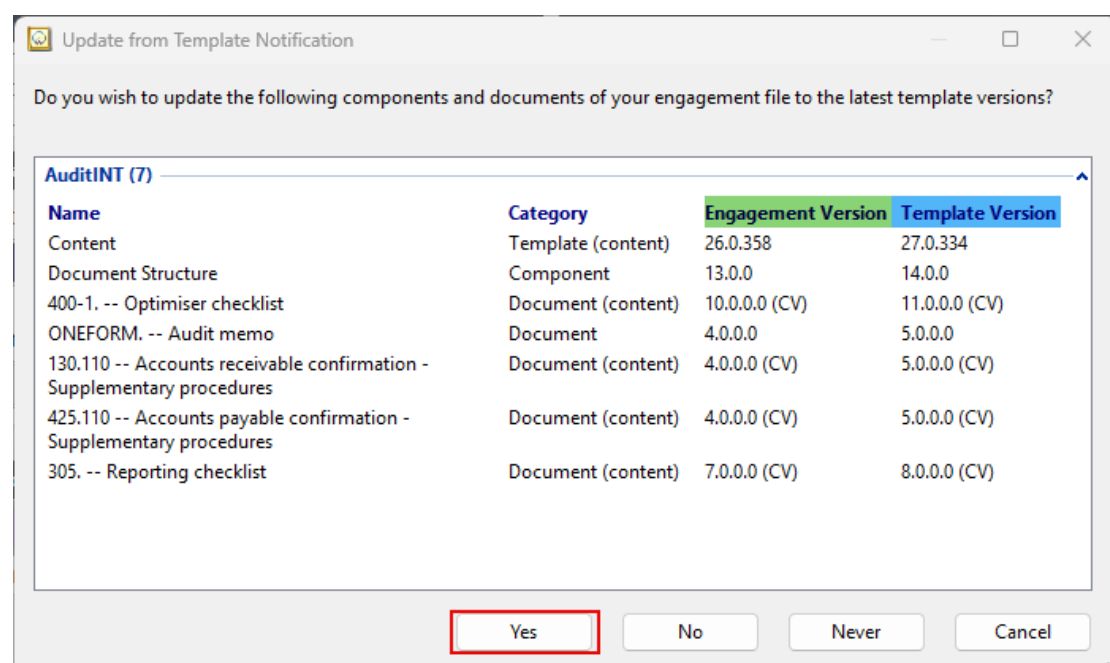 Update from Template Notification
Do you wish to update the following components and documents of your engagement file to the latest template versions?
AuditINT (7)
Name Category Engagement Version Template Version
Content Template (content) 26.0.358 27.0.334
Document Structure Component 13.0.0 14.0.0
400-1. -- Optimiser checklist Document (content) 10.0.0.0 (CV) 11.0.0.0 (CV)
ONEFORM. -- Audit memo Document 4.0.0.0 5.0.0.0
130.110 -- Accounts receivable confirmation - Document (content) 4.0.0.0 (CV) 5.0.0.0 (CV)
Supplementary procedures
425.110 -- Accounts payable confirmation - Document (content) 4.0.0.0 (CV) 5.0.0.0 (CV)
Supplementary procedures
305. -- Reporting checklist Document (content) 7.0.0.0 (CV) 8.0.0.0 (CV)
Yes No Never Cancel